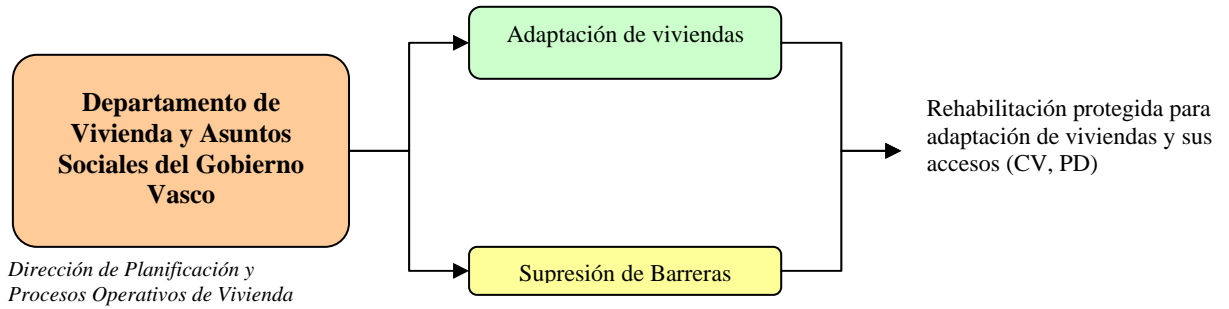 Departamento de
Vivienda y Asuntos
Sociales del Gobierno
Vasco
Dirección de Planificación y
Procesos Operativos de Vivienda
Adaptación de viviendas
Supresión de Barreras
Rehabilitación protegida para
adaptación de viviendas y sus
accesos (CV, PD)